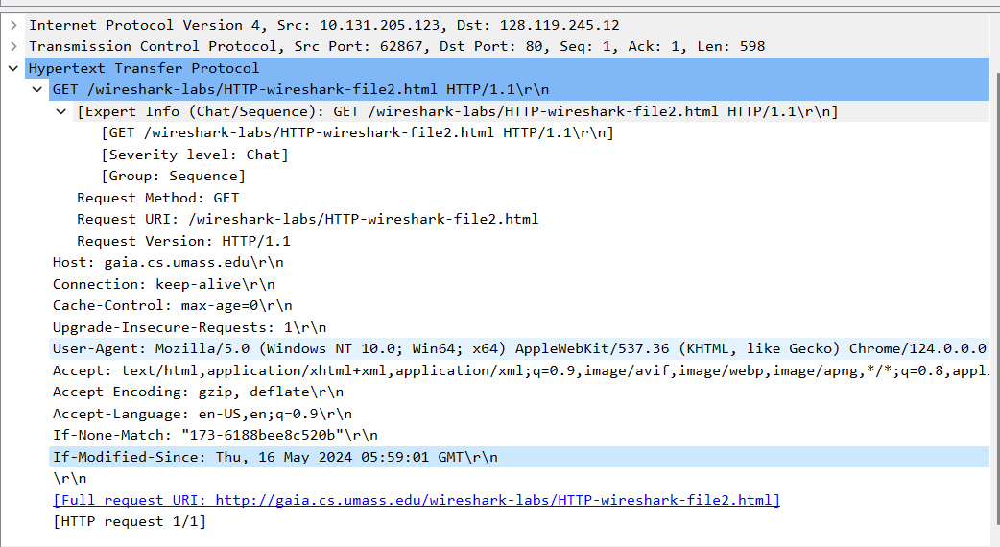 Internet Protocol Version 4, Src: 10.131.205.123, Dst: 128.119.245.12
Transmission Control Protocol, Src Port: 62867, Dst Port: 80, Seq: 1, Ack: 1, Len: 598
Hypertext Transfer Protocol
GET /wireshark-labs/HTTP-wireshark-file2.html HTTP/1.1\r\n
[Expert Info (Chat/Sequence): GET /wireshark-labs/HTTP-wireshark-file2.html HTTP/1.1\r\n]
[GET /wireshark-labs/HTTP-wireshark-file2.html HTTP/1.1\r\n]
[Severity level: Chat]
[Group: Sequence]
Request Method: GET
Request URI: /wireshark-labs/HTTP-wireshark-file2.html
Request Version: HTTP/1.1
Host: gaia.cs.umass.edu\r\n
Connection: keep-alive\r\n
Cache-Control: max-age=0\r\n
Upgrade-Insecure-Requests: 1\r\n
User-Agent: Mozilla/5.0 (Windows NT 10.0; Win64; x64) AppleWebKit/537.36 (KHTML, like Gecko) Chrome/124.0.0.0
Accept: text/html,application/xhtml+xml,application/xml;q=0.9,image/avif,image/webp,image/apng,*/*;q=0.8,appli
Accept-Encoding: gzip, deflate\r\n
Accept-Language: en-US,en;q=0.9\r\n
If-None-Match: "173-6188bee8c520b"\r\n
If-Modified-Since: Thu, 16 May 2024 05:59:01 GMT\r\n
\r\n
[Full request URI: http://gaia.cs.umass.edu/wireshark-labs/HTTP-wireshark-file2.html]
[HTTP request 1/1]